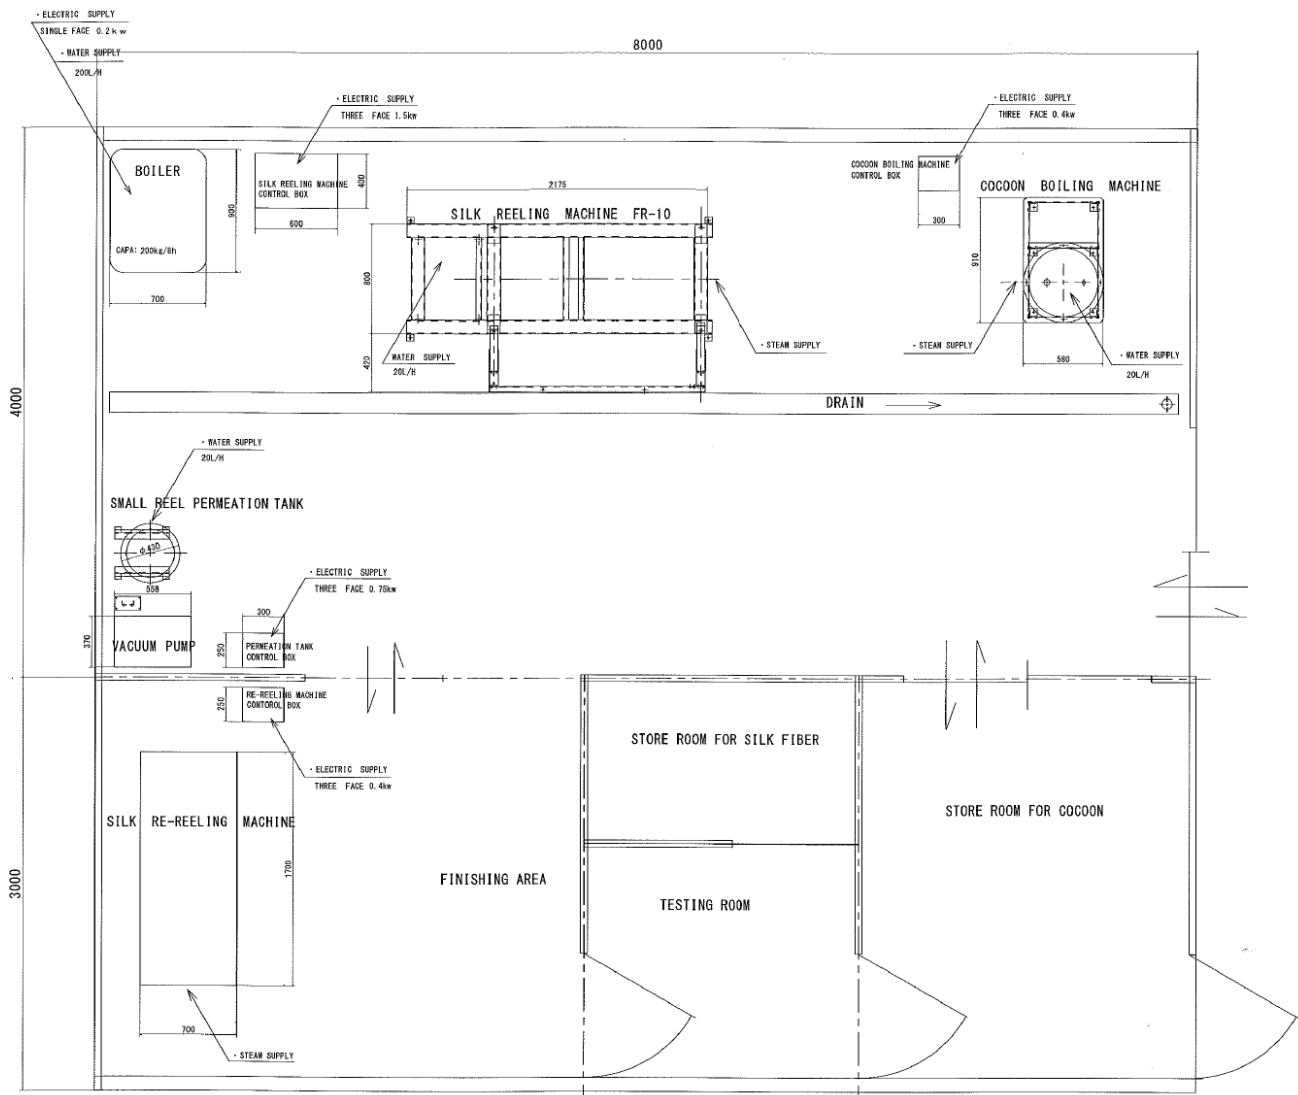 ・ELECTRIC SUPPLY
SINGLE FACE 0.2kw
・WATER SUPPLY
200L/H
8000
・ELECTRIC SUPPLY
THREE FACE 1.5kw
・ELECTRIC SUPPLY
THREE FACE 0.4kw
BOILER
CAPA: 200kg/8h
900
700
SILK REELING MACHINE
CONTROL BOX
400
600
2175
SILK REELING MACHINE FR-10
800
420
WATER SUPPLY
20L/H
・STEAM SUPPLY
COCOON BOILING MACHINE
CONTROL BOX
300
COCOON BOILING MACHINE
910
・STEAM SUPPLY
580
・WATER SUPPLY
20L/H
4000
DRAIN
・WATER SUPPLY
20L/H
SMALL REEL PERMEATION TANK
φ430
558
370
VACUUM PUMP
・ELECTRIC SUPPLY
THREE FACE 0.75kw
300
250
PERMEATION TANK
CONTROL BOX
250
RE-REELING MACHINE
CONTOROL BOX
・ELECTRIC SUPPLY
THREE FACE 0.4kw
STORE ROOM FOR SILK FIBER
STORE ROOM FOR COCOON
SILK RE-REELING MACHINE
1700
3000
FINISHING AREA
TESTING ROOM
700
・STEAM SUPPLY